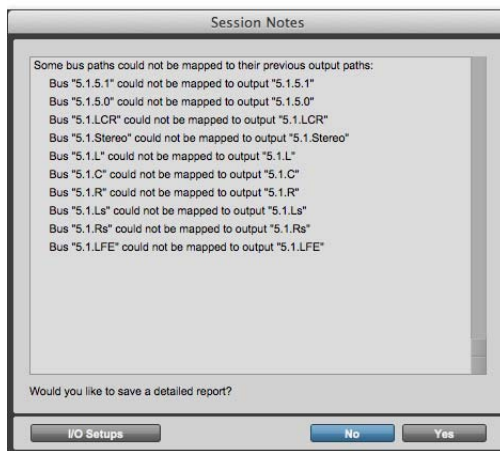 Session Notes
Some bus paths could not be mapped to their previous output paths:
Bus "5.1.5.1" could not be mapped to output "5.1.5.1"
Bus "5.1.5.0" could not be mapped to output "5.1.5.0"
Bus "5.1.LCR" could not be mapped to output "5.1.LCR"
Bus "5.1.Stereo" could not be mapped to output "5.1.Stereo"
Bus "5.1.L" could not be mapped to output "5.1.L"
Bus "5.1.C" could not be mapped to output "5.1.C"
Bus "5.1.R" could not be mapped to output "5.1.R"
Bus "5.1.Ls" could not be mapped to output "5.1.Ls"
Bus "5.1.Rs" could not be mapped to output "5.1.Rs"
Bus "5.1.LFE" could not be mapped to output "5.1.LFE"
Would you like to save a detailed report?
I/O Setups
No
Yes